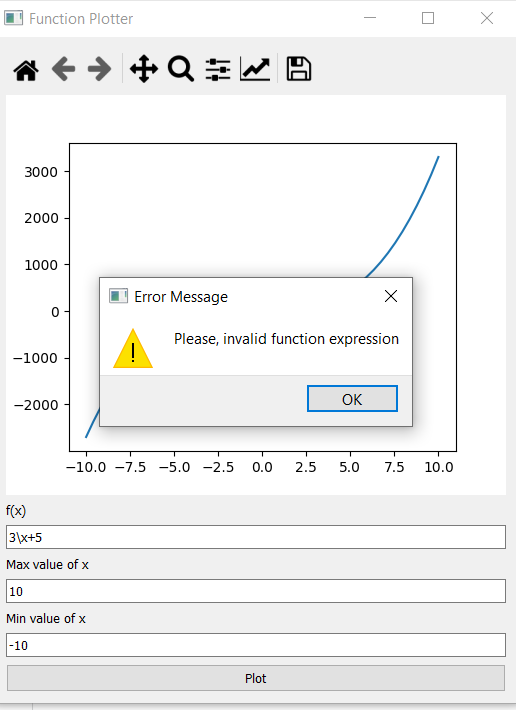 Function Plotter
3000
2000
1000
0
−1000
−2000
−10.0 −7.5 −5.0 −2.5 0.0 2.5 5.0 7.5 10.0
Error Message
Please, invalid function expression
OK
f(x)
3\x+5
Max value of x
10
Min value of x
-10
Plot